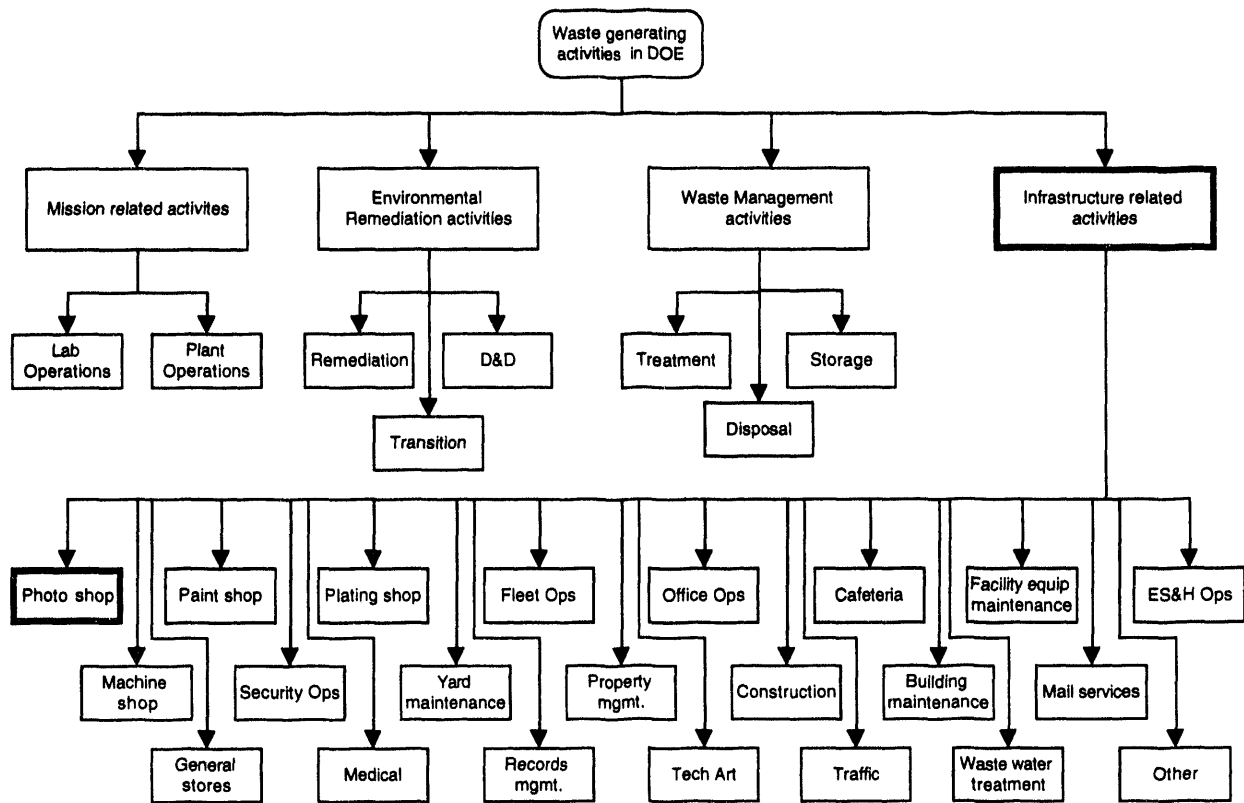 Waste generating
activities in DOE
Mission related activites
Environmental
Remediation activities
Waste Management
activities
Infrastructure related
activities
Lab
Operations
Plant
Operations
Remediation
D&D
Transition
Treatment
Storage
Disposal
Photo shop
Paint shop
Plating shop
Fleet Ops
Office Ops
Cafeteria
Facility equip
maintenance
ES&H Ops
Machine
shop
Security Ops
Yard
maintenance
Property
mgmt.
Construction
Building
maintenance
Mail services
General
stores
Medical
Records
mgmt.
Tech Art
Traffic
Waste water
treatment
Other